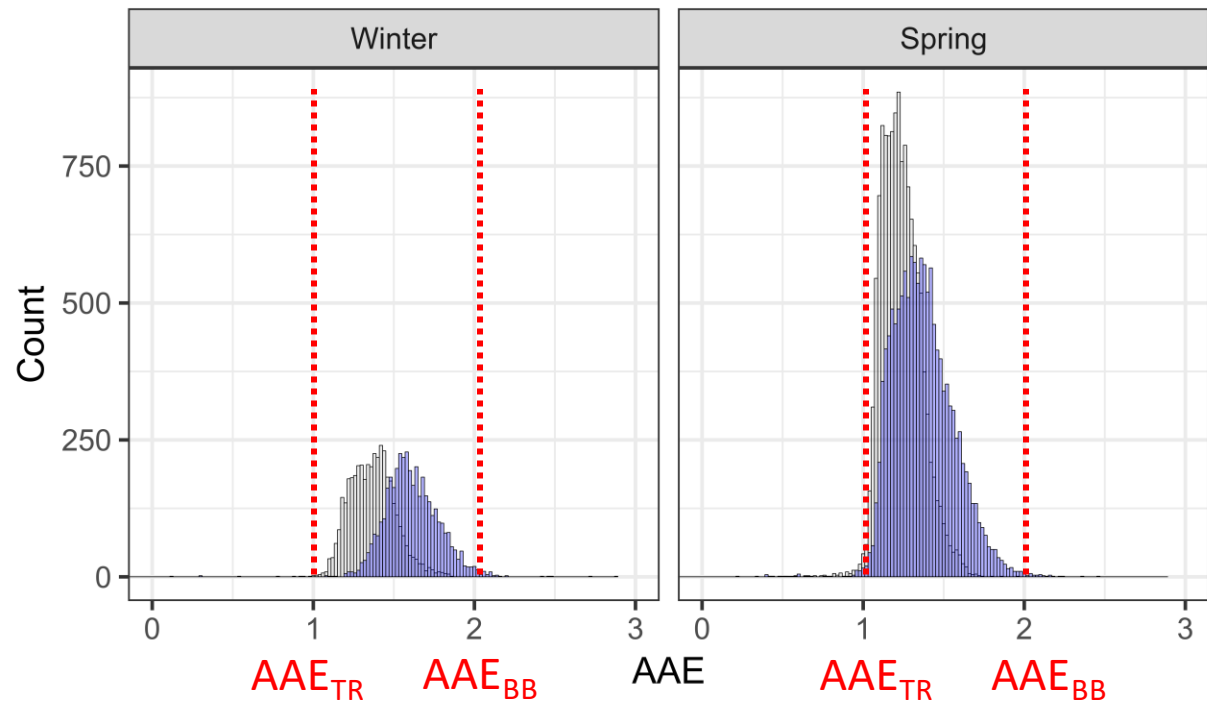 Winter Spring
Count
750
500
250
0
0 1 2 3 0 1 2 3
AAE
AAE_TR AAE_BB AAE_TR AAE_BB